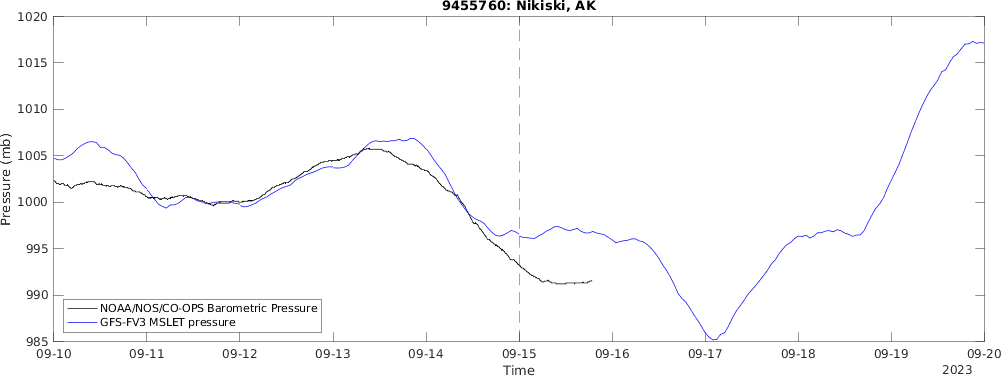 9455760: Nikiski, AK
1020
1015
1010
1005
1000
995
990
985
Pressure (mb)
NOAA/NOS/CO-OPS Barometric Pressure
GFS-FV3 MSLET pressure
09-10 09-11 09-12 09-13 09-14 09-15 09-16 09-17 09-18 09-19 09-20
Time
2023